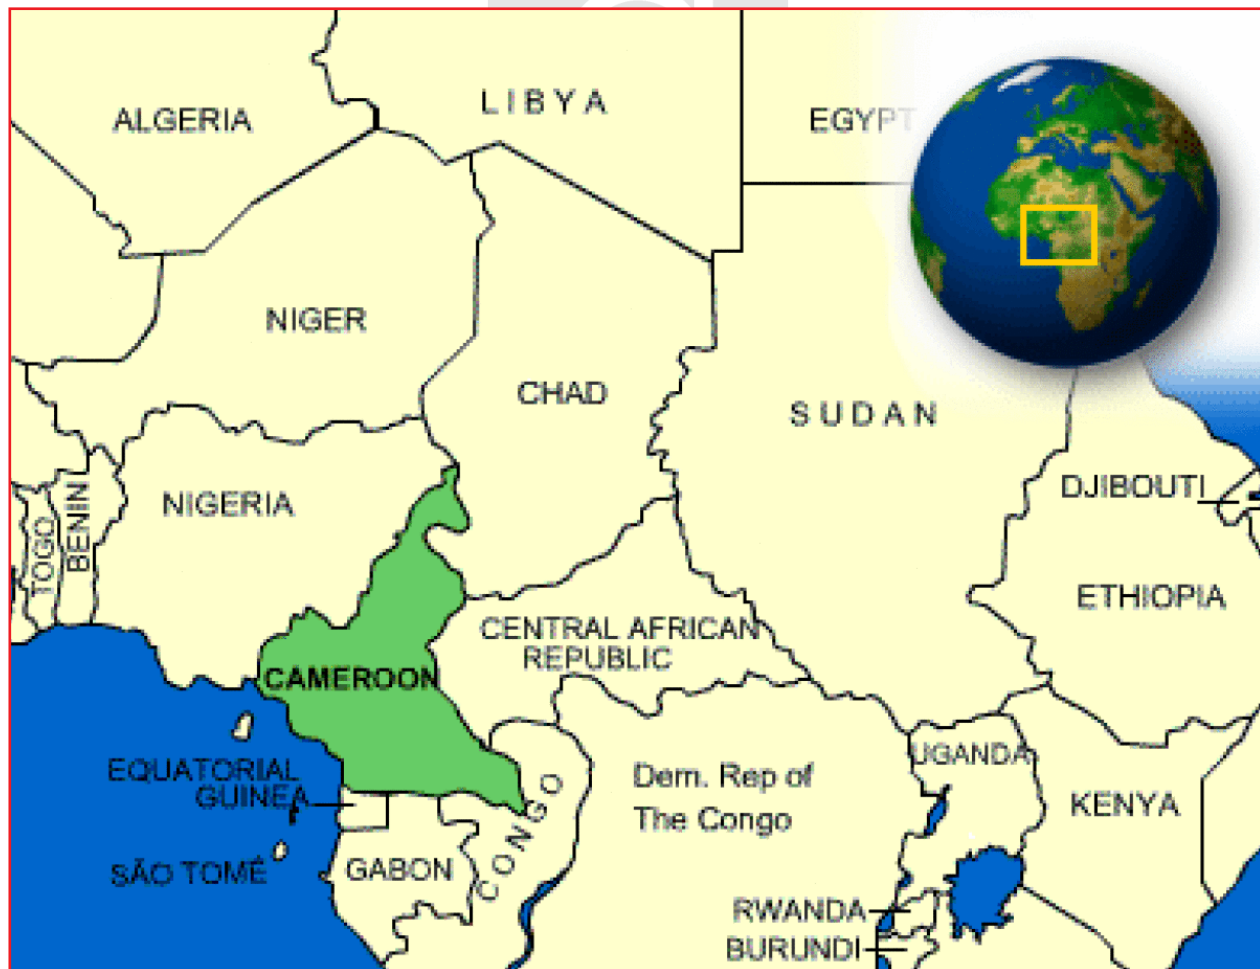 LIBYA
ALGERIA
EGYPT
NIGER
CHAD
SUDAN
DJIBOUTI
NIGERIA
BENIN
TOGO
ETHIOPIA
CENTRAL AFRICAN
REPUBLIC
CAMEROON
UGANDA
EQUATORIAL
GUINEA
Dem. Rep of
The Congo
KENYA
CONGO
GABON
SÃO TOMÉ
RWANDA
BURUNDI